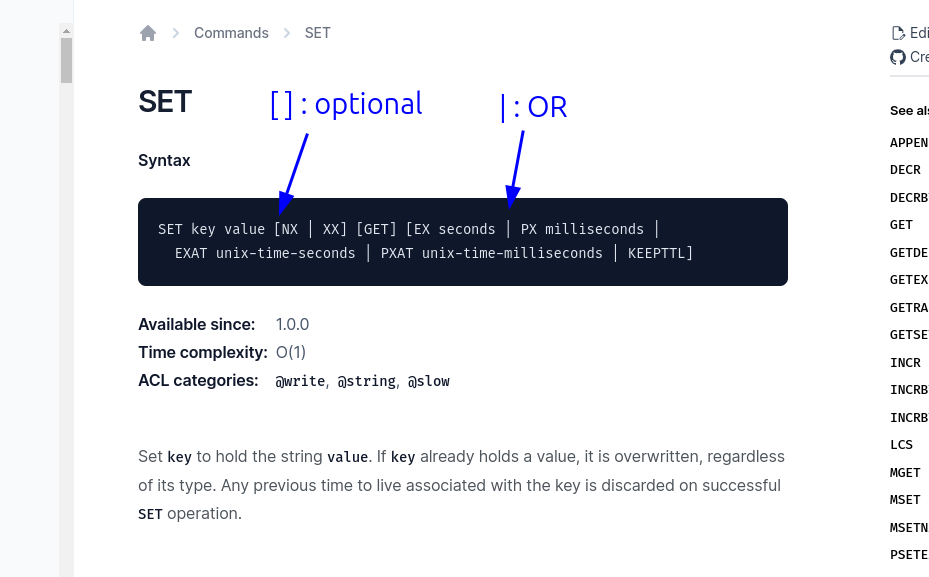 Commands > SET
SET
[ ] : optional
| : OR
Syntax
SET key value [NX | XX] [GET] [EX seconds | PX milliseconds |
EXAT unix-time-seconds | PXAT unix-time-milliseconds | KEEPTTL]
Available since: 1.0.0
Time complexity: O(1)
ACL categories: @write, @string, @slow
Set key to hold the string value. If key already holds a value, it is overwritten, regardless
of its type. Any previous time to live associated with the key is discarded on successful
SET operation.
Edi
Cre
See als
APPEN
DECR
DECRB
GET
GETDE
GETEX
GETRA
GETSE
INCR
INCRB
INCRB
LCS
MGET
MSET
MSETN
PSETE